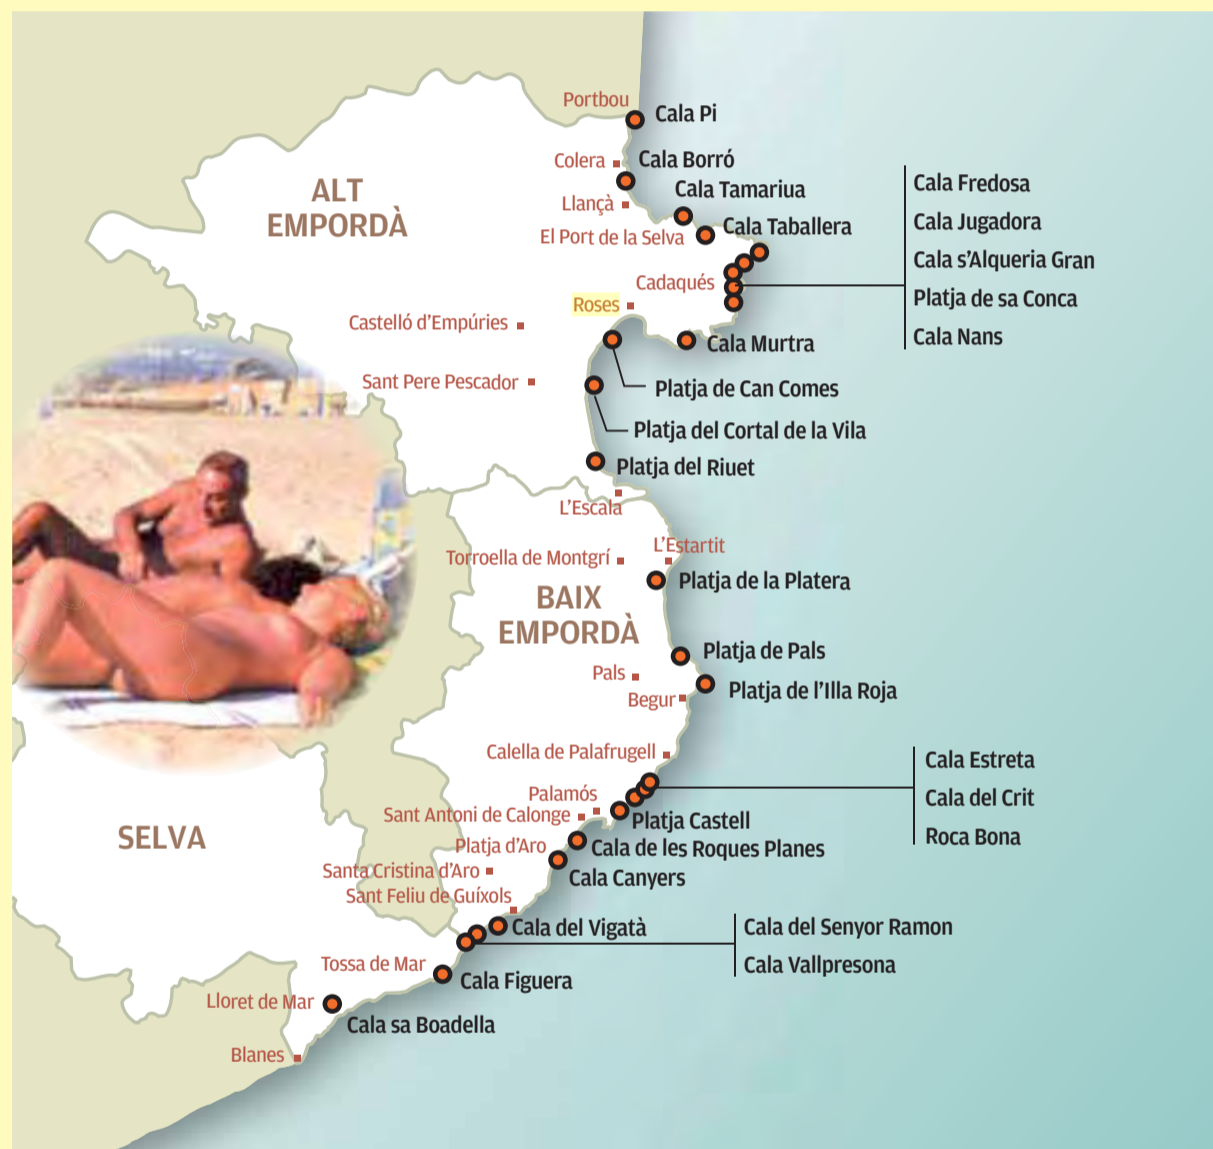 Portbou
Cala Pi
Colera
Cala Borró
Cala Tamariua
Llançà
El Port de la Selva
Cala Taballera
ALT
EMPORDÀ
Cala Fredosa
Cala Jugadora
Cala s'Alqueria Gran
Platja de sa Conca
Cala Nans
Cadaqués
Roses
Castelló d'Empúries
Cala Murtra
Sant Pere Pescador
Platja de Can Comes
Platja del Cortal de la Vila
Platja del Riuet
L'Escala
L'Estartit
Torroella de Montgrí
Platja de la Platera
BAIX
EMPORDÀ
Platja de Pals
Pals
Platja de l'Illa Roja
Begur
Calella de Palafrugell
Cala Estreta
Cala del Crit
Roca Bona
Palamós
Sant Antoni de Calonge
Platja Castell
SELVA
Platja d'Aro
Cala de les Roques Planes
Santa Cristina d'Aro
Cala Canyers
Sant Feliu de Guíxols
Cala del Vigatà
Cala del Senyor Ramon
Cala Vallpresona
Tossa de Mar
Cala Figuera
Lloret de Mar
Cala sa Boadella
Blanes